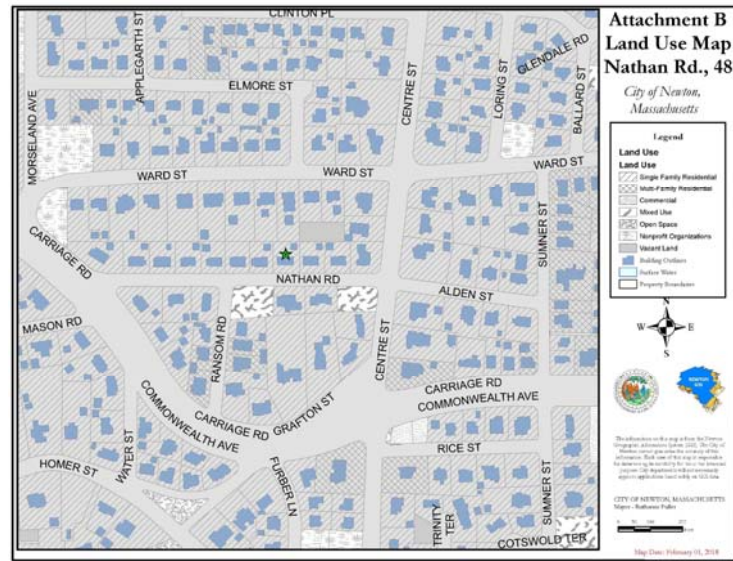 Attachment B
Land Use Map
Nathan Rd., 48
City of Newton,
Massachusetts
Legend
Land Use
Land Use
Single Family Residential
Multi-Family Residential
Commercial
Mixed Use
Open Space
Nonprofit Organizations
Vacant Land
Building Outlines
Surface Water
Property Boundaries
N
W E
S
CITY OF NEWTON, MASSACHUSETTS
Mayor - Ruthanne Fuller
Map Date: February 01, 2018
CLINTON PL
APPLEGARTH ST
ELMORE ST
MORSELAND AVE
CENTRE ST
LORING ST
GLENDALE RD
BALLARD ST
WARD ST
WARD ST
WARD ST
CARRIAGE RD
NATHAN RD
SUMNER ST
ALDEN ST
MASON RD
RANSOM RD
CENTRE ST
COMMONWEALTH AVE
CARRIAGE RD
GRAFTON ST
CARRIAGE RD
COMMONWEALTH AVE
WATER ST
HOMER ST
FURBER LN
RICE ST
SUMNER ST
TRINITY TER
COTSWOLD TER